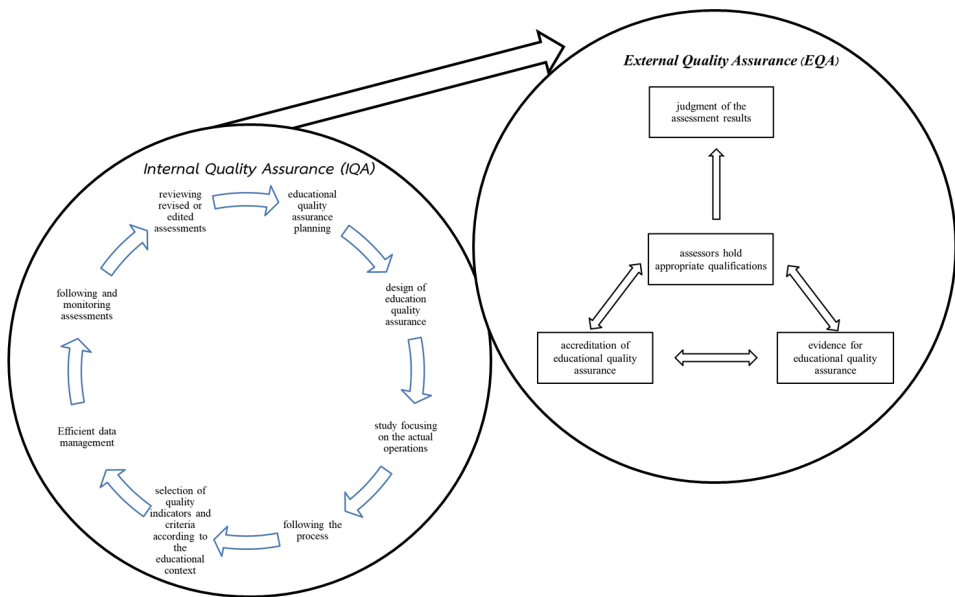 External Quality Assurance (EQA)
judgment of the
assessment results
assessors hold
appropriate qualifications
accreditation of
educational quality
assurance
evidence for
educational quality
assurance
Internal Quality Assurance (IQA)
reviewing
revised or
edited
assessments
educational
quality
assurance
planning
design of
education
quality
assurance
study focusing
on the actual
operations
following the
process
selection of
quality
indicators and
criteria
according to
the
educational
context
Efficient data
management
following and
monitoring
assessments